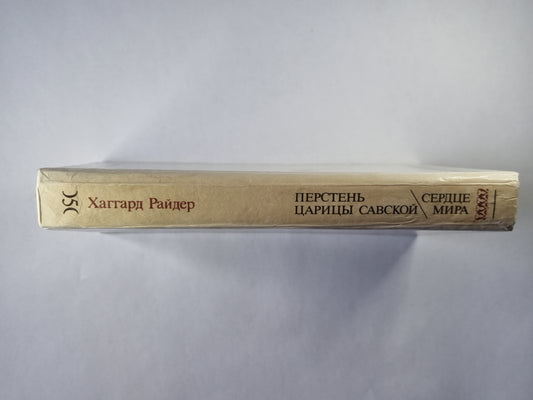 Хаггард Райдер
ПЕРСТЕНЬ
ЦАРИЦЫ САВСКОЙ
СЕРДЦЕ
МИРА